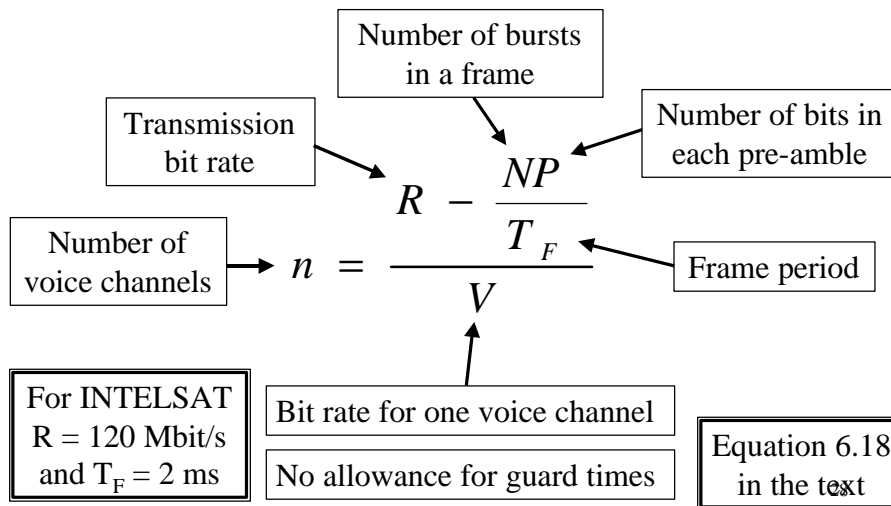 Number of bursts
in a frame
Transmission
bit rate
Number of bits in
each pre-amble
Number of
voice channels
n = (R - NP / T_F) / V
Frame period
For INTELSAT
R = 120 Mbit/s
and T_F = 2 ms
Bit rate for one voice channel
No allowance for guard times
Equation 6.18
in the text
28